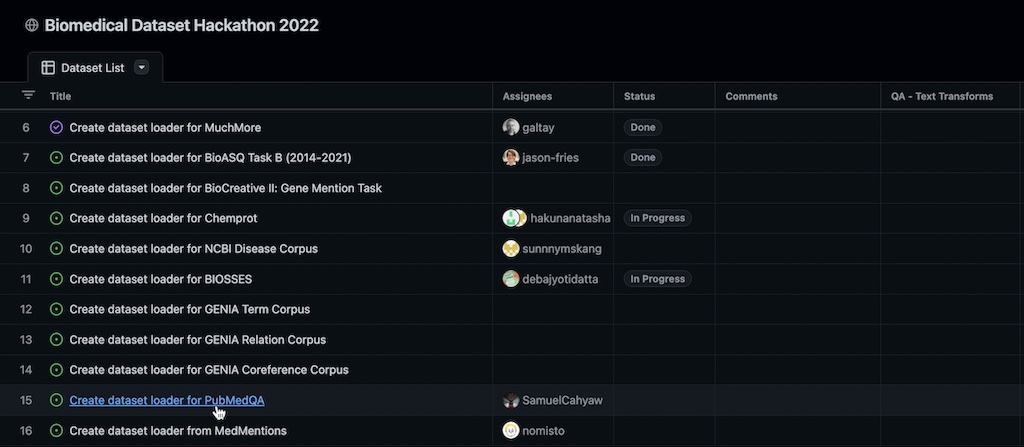 Biomedical Dataset Hackathon 2022
Dataset List
Title Assignees Status Comments QA - Text Transforms
6 Create dataset loader for MuchMore galtay Done
7 Create dataset loader for BioASQ Task B (2014-2021) jason-fries Done
8 Create dataset loader for BioCreative II: Gene Mention Task
9 Create dataset loader for Chemprot hakunanatasha In Progress
10 Create dataset loader for NCBI Disease Corpus sunnnymskang
11 Create dataset loader for BIOSSES debajyotidatta In Progress
12 Create dataset loader for GENIA Term Corpus
13 Create dataset loader for GENIA Relation Corpus
14 Create dataset loader for GENIA Coreference Corpus
15 Create dataset loader for PubMedQA SamuelCahyaw
16 Create dataset loader from MedMentions nomisto